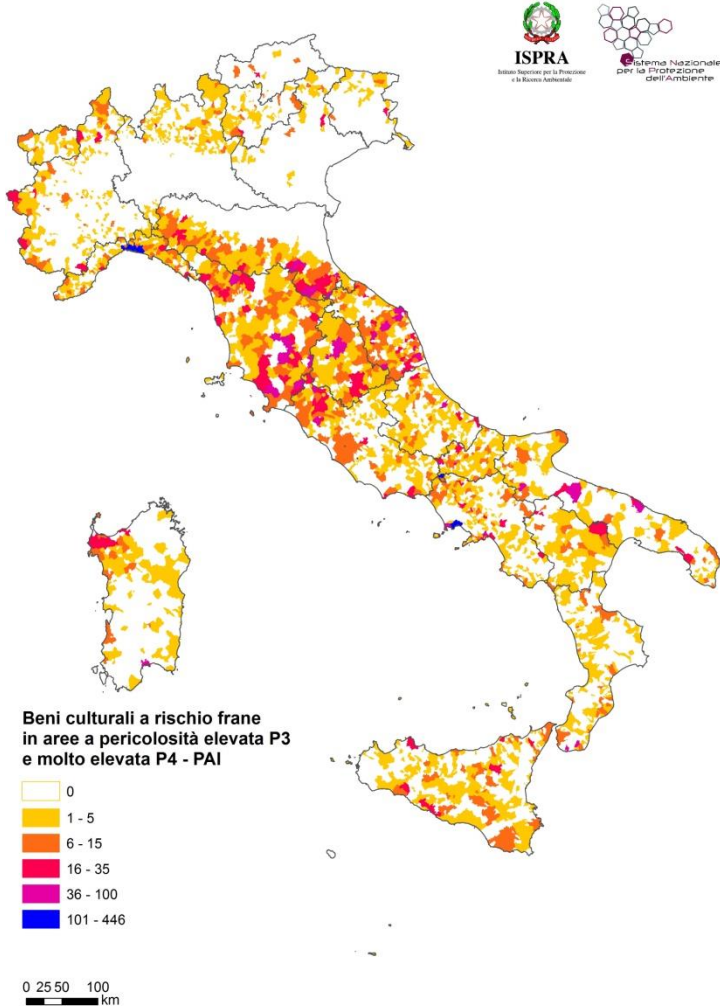 ISPRA
Istituto Superiore per la Protezione
e la Ricerca Ambientale
Sistema Nazionale
per la Protezione
dell'Ambiente
Beni culturali a rischio frane
in aree a pericolosità elevata P3
e molto elevata P4 - PAI
0
1 - 5
6 - 15
16 - 35
36 - 100
101 - 446
0 25 50 100
km